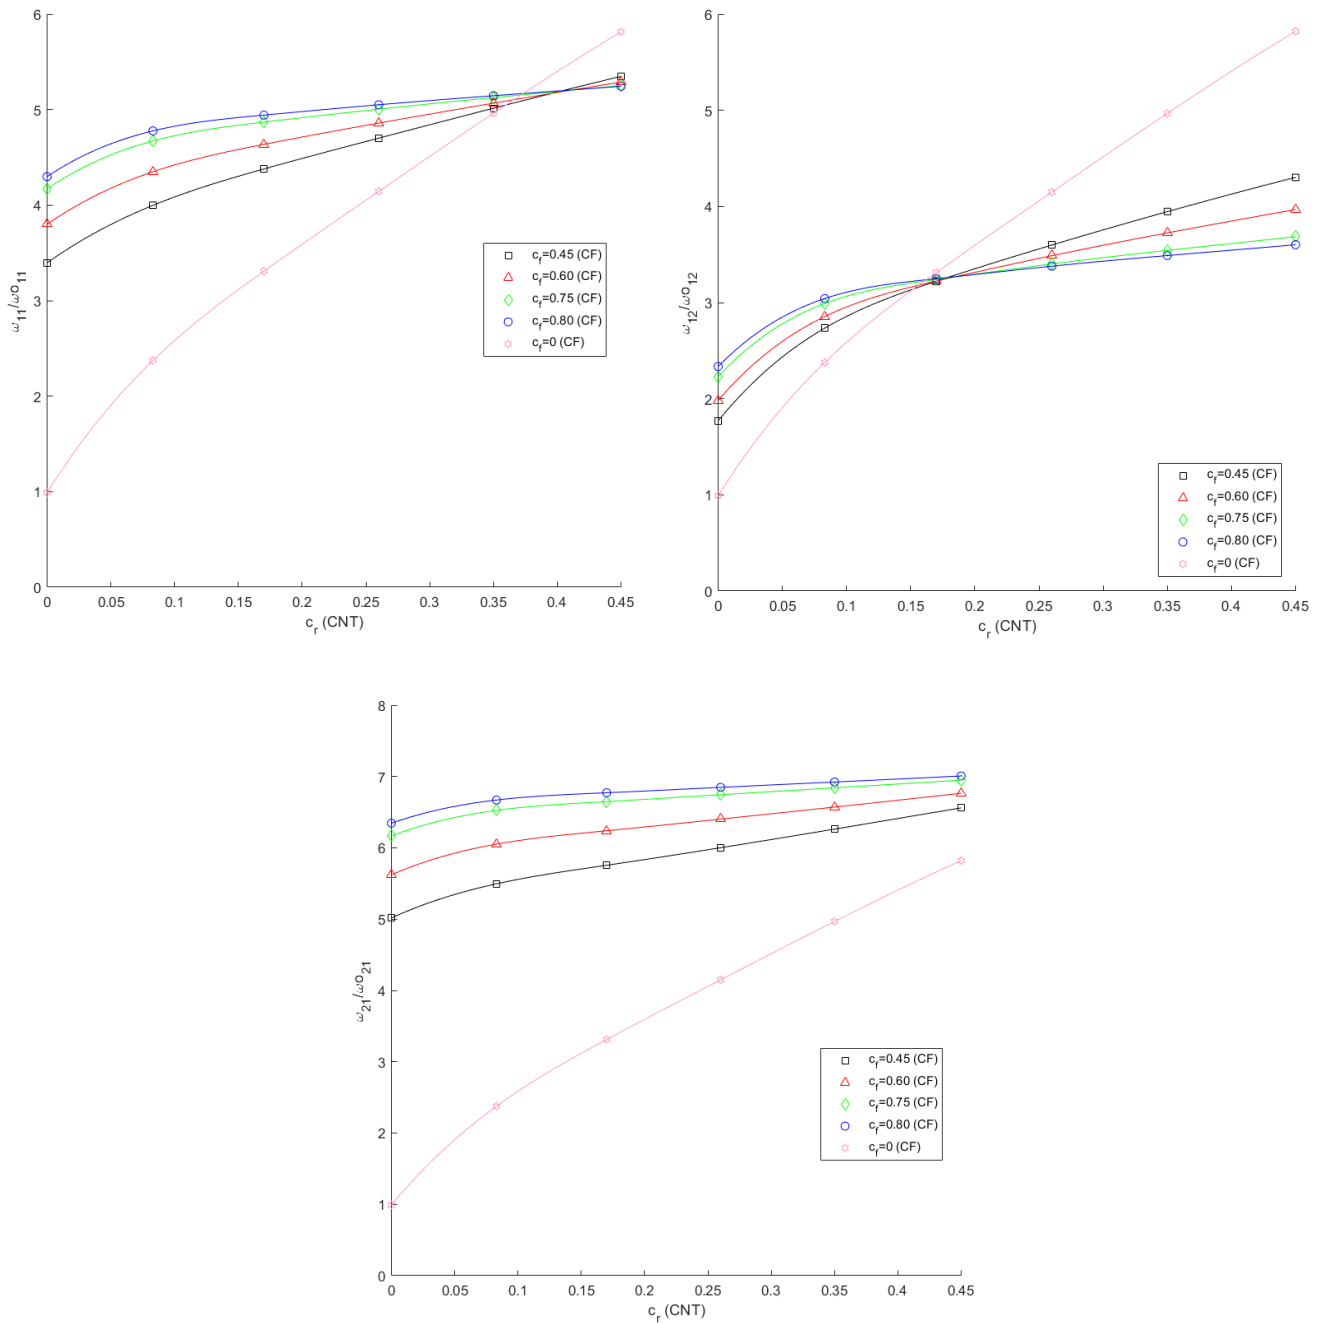 6
5
4
3
2
1
0
ω11/ωo11
0 0.05 0.1 0.15 0.2 0.25 0.3 0.35 0.4 0.45
cr (CNT)
cf=0.45 (CF)
cf=0.60 (CF)
cf=0.75 (CF)
cf=0.80 (CF)
cf=0 (CF)
6
5
4
3
2
1
0
ω12/ωo12
0 0.05 0.1 0.15 0.2 0.25 0.3 0.35 0.4 0.45
cr (CNT)
cf=0.45 (CF)
cf=0.60 (CF)
cf=0.75 (CF)
cf=0.80 (CF)
cf=0 (CF)
8
7
6
5
4
3
2
1
0
ω21/ωo21
0 0.05 0.1 0.15 0.2 0.25 0.3 0.35 0.4 0.45
cr (CNT)
cf=0.45 (CF)
cf=0.60 (CF)
cf=0.75 (CF)
cf=0.80 (CF)
cf=0 (CF)